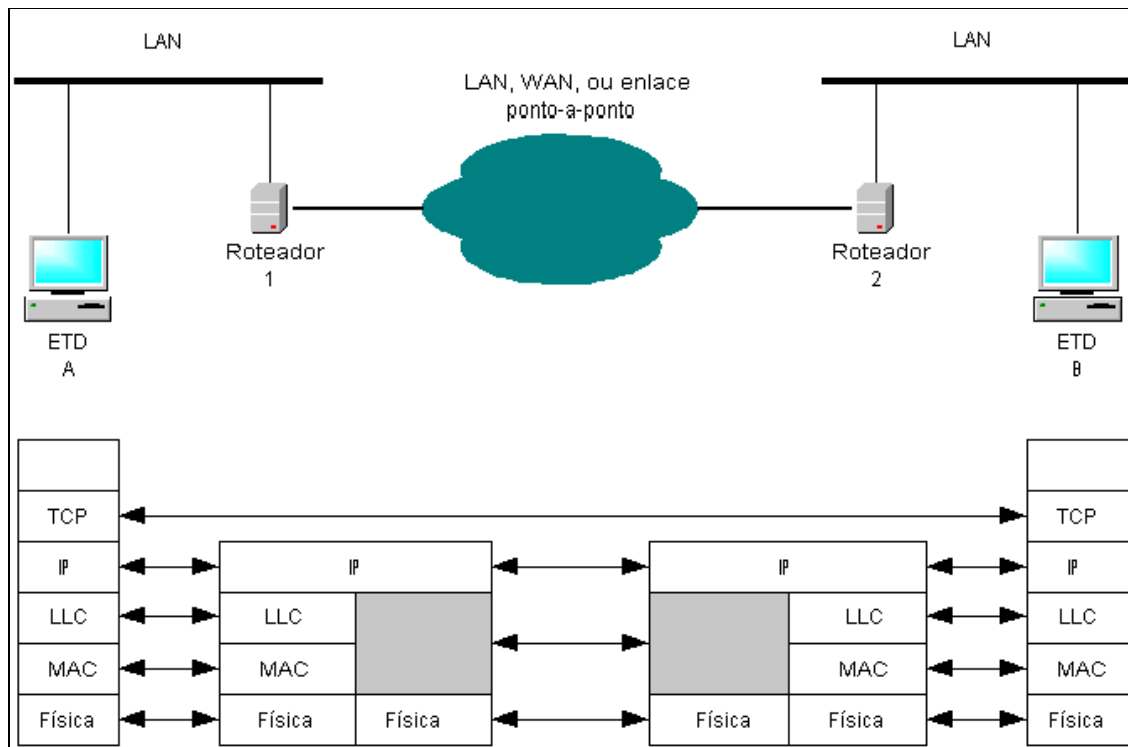 LAN
LAN
LAN, WAN, ou enlace
ponto-a-ponto
Roteador
1
Roteador
2
ETD
A
ETD
B
TCP
TCP
IP
IP
IP
IP
LLC
LLC
LLC
LLC
MAC
MAC
MAC
MAC
Física
Física
Física
Física
Física
Física